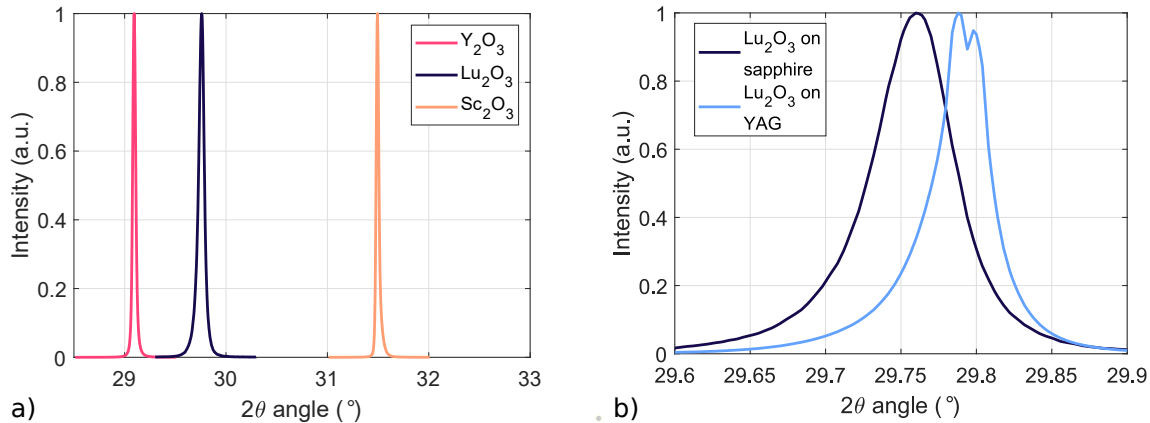 1
0.8
0.6
0.4
0.2
0
Intensity (a.u.)
29
30
31
32
33
2θ angle (°)
Y₂O₃
Lu₂O₃
Sc₂O₃
a)
1
0.8
0.6
0.4
0.2
0
Intensity (a.u.)
29.6
29.65
29.7
29.75
29.8
29.85
29.9
2θ angle (°)
Lu₂O₃ on
sapphire
Lu₂O₃ on
YAG
b)